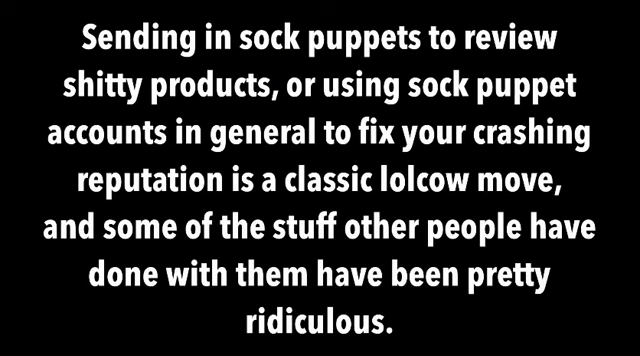 Sending in sock puppets to review
shitty products, or using sock puppet
accounts in general to fix your crashing
reputation is a classic lolcow move,
and some of the stuff other people have
done with them have been pretty
ridiculous.